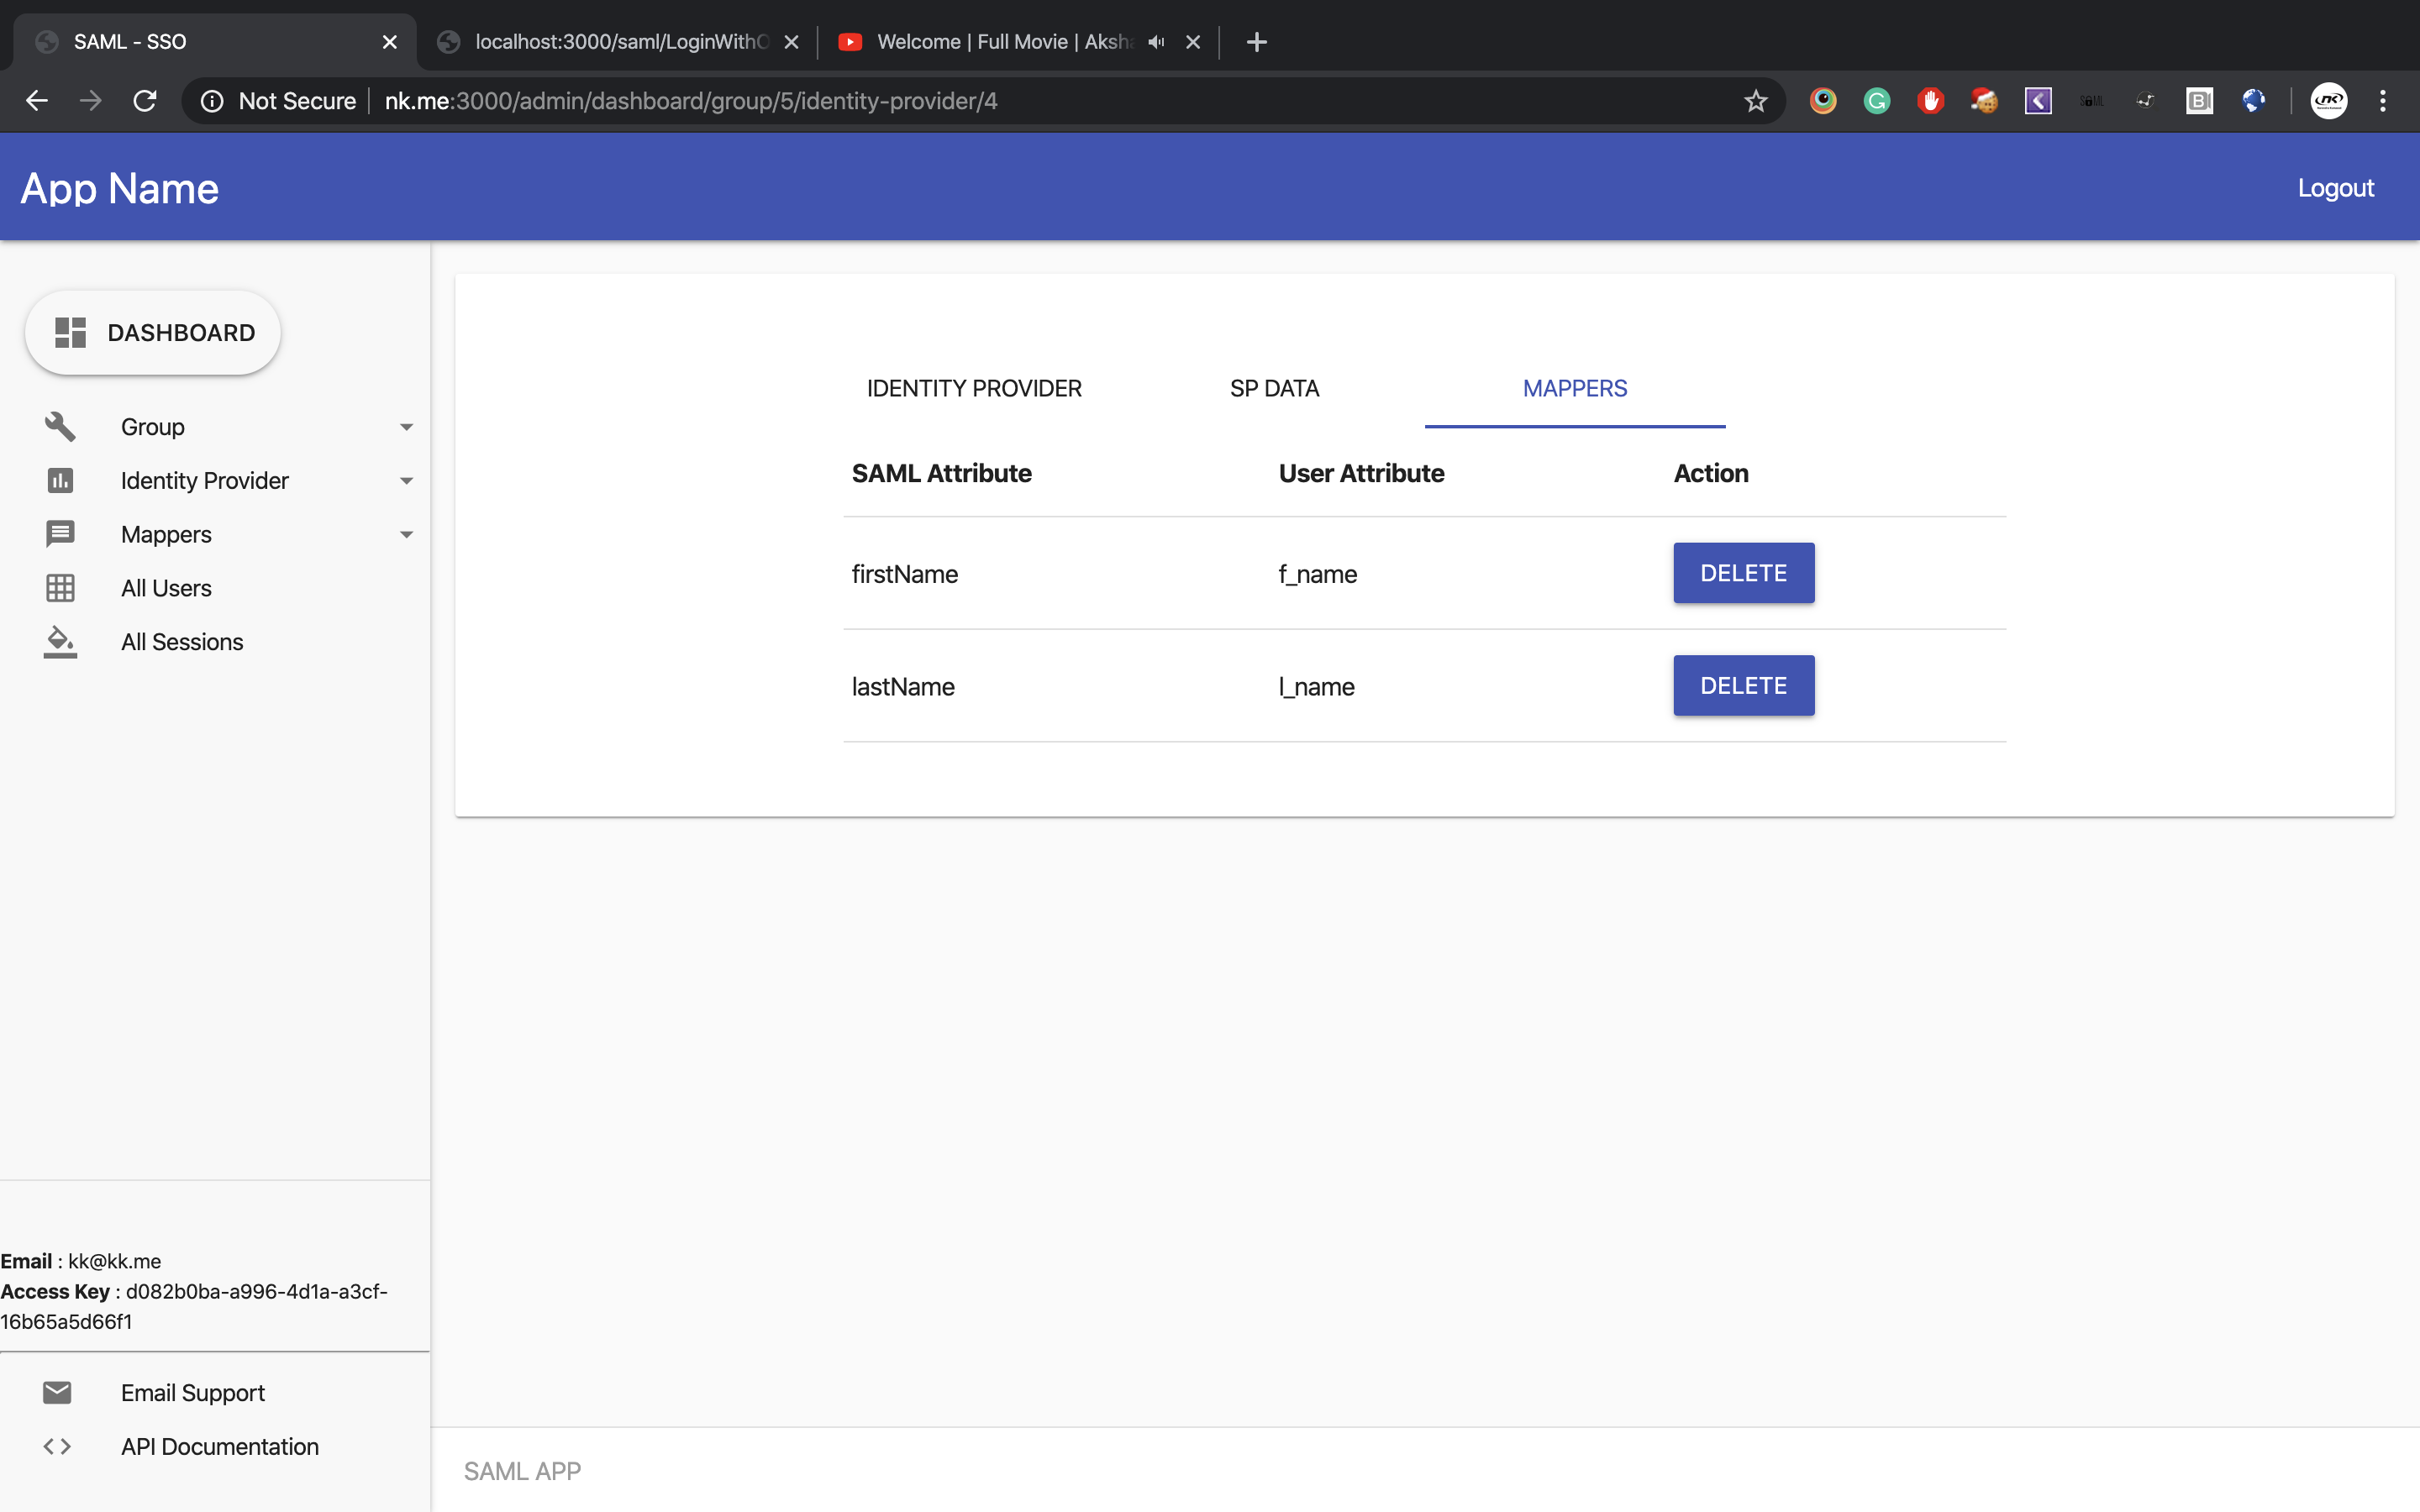 SAML - SSO
localhost:3000/saml/LoginWithO
Welcome | Full Movie | Aksha
Not Secure
nk.me:3000/admin/dashboard/group/5/identity-provider/4
App Name
Logout
DASHBOARD
Group
Identity Provider
Mappers
All Users
All Sessions
IDENTITY PROVIDER SP DATA MAPPERS
SAML Attribute User Attribute Action
firstName f_name DELETE
lastName l_name DELETE
Email : kk@kk.me
Access Key : d082b0ba-a996-4d1a-a3cf-
16b65a5d66f1
Email Support
API Documentation
SAML APP